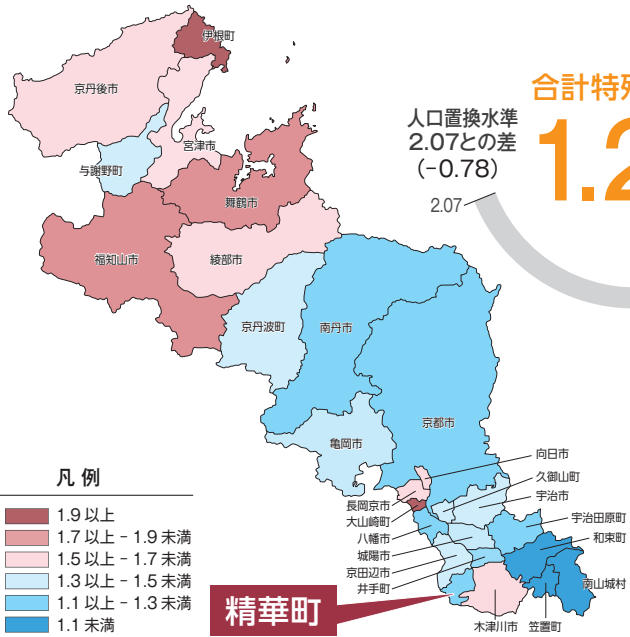 伊根町
京丹後市
宮津市
与謝野町
舞鶴市
福知山市
綾部市
京丹波町
南丹市
京都市
亀岡市
人口置換水準
2.07との差
(-0.78)
2.07
合計特殊
1.2
向日市
久御山町
宇治市
長岡京市
大山崎町
八幡市
城陽市
京田辺市
井手町
宇治田原町
和束町
南山城村
木津川市
笠置町
精華町
凡例
1.9 以上
1.7 以上 - 1.9 未満
1.5 以上 - 1.7 未満
1.3 以上 - 1.5 未満
1.1 以上 - 1.3 未満
1.1 未満